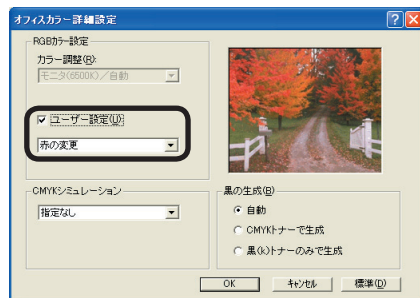 オフィスカラー詳細設定
RGBカラー設定
カラー調整(R):
モニタ(6500K)／自動
ユーザー設定(U):
赤の変更
CMYKシミュレーション
指定なし
黒の生成(B)
自動
CMYKトナーで生成
黒(k)トナーのみで生成
OK
キャンセル
標準(D)